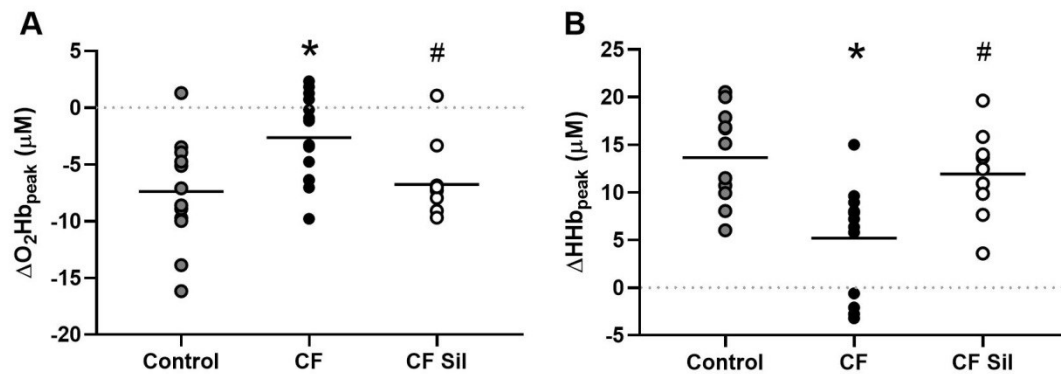 A
ΔO₂Hbpeak (μM)
5
0
-5
-10
-15
-20
*
#
Control
CF
CF Sil
B
ΔHHbpeak (μM)
25
20
15
10
5
0
-5
*
#
Control
CF
CF Sil